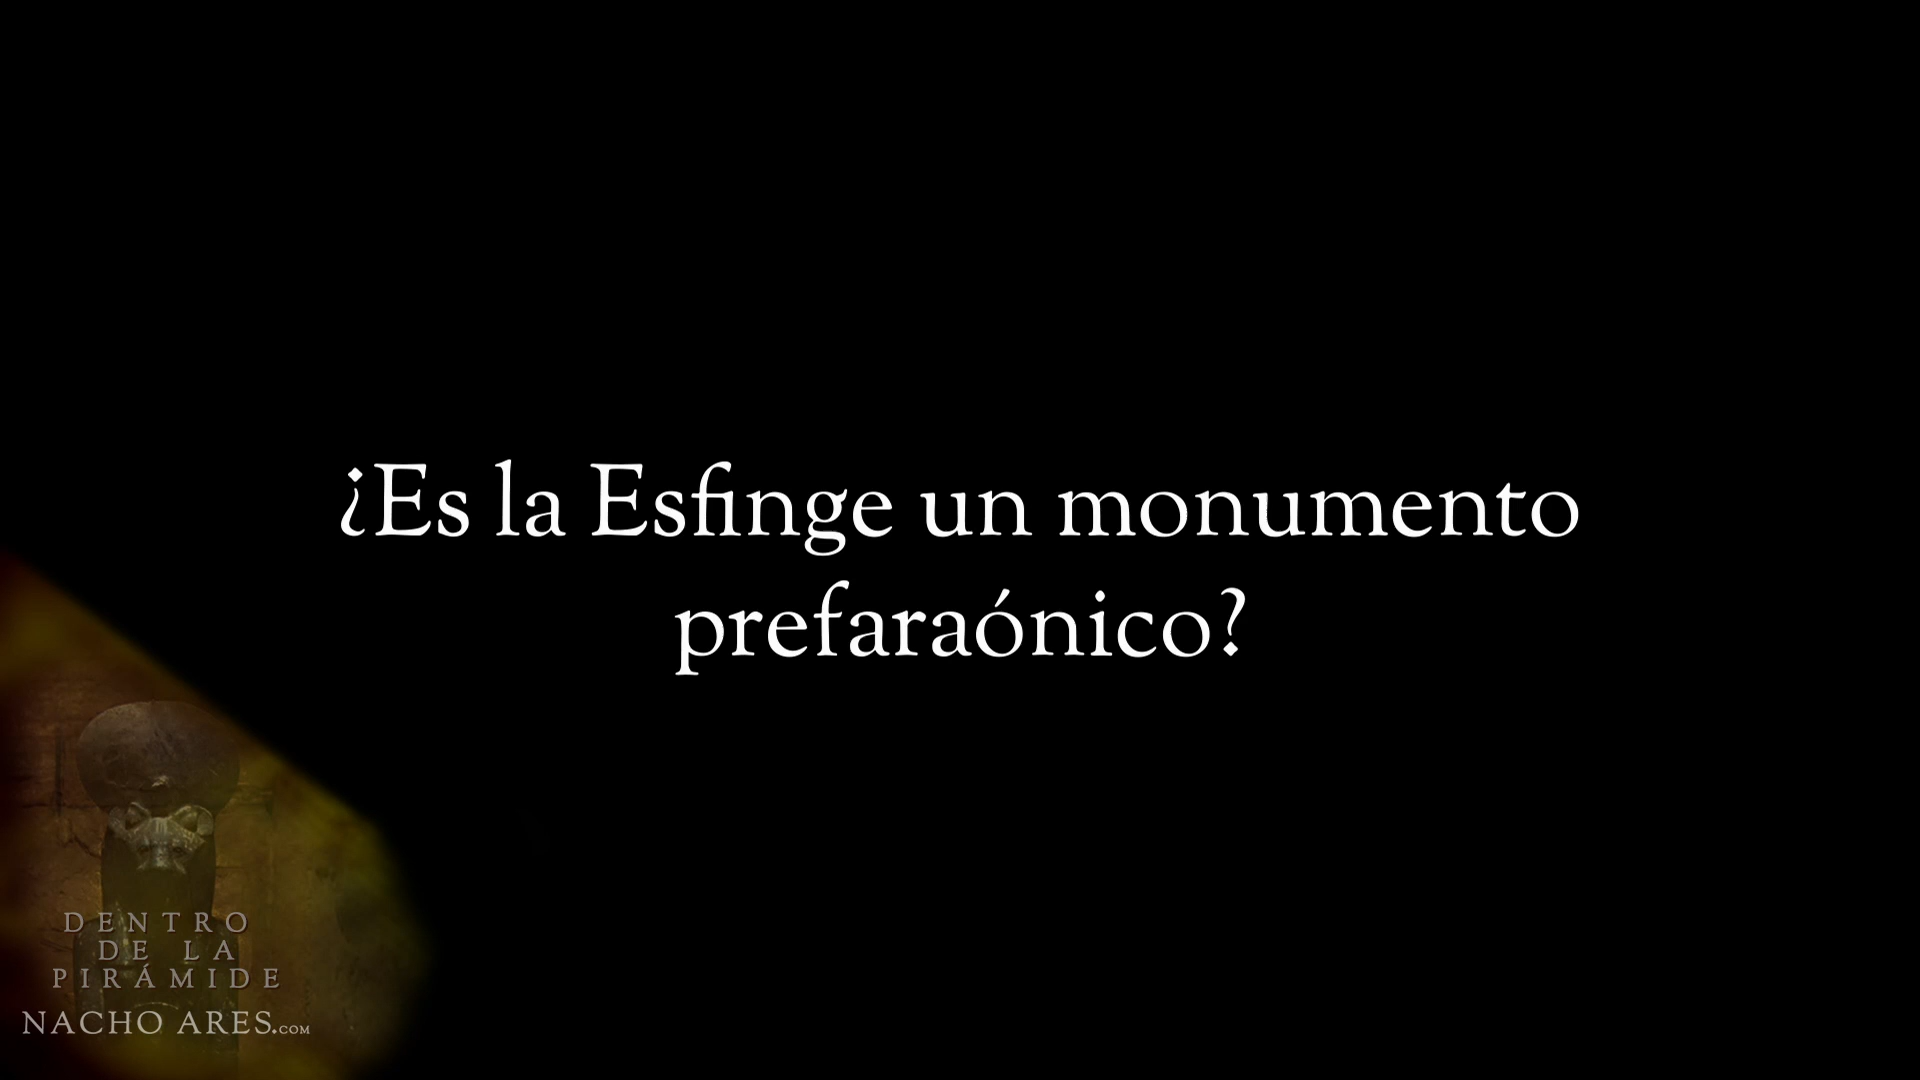 ¿Es la Esfinge un monumento
prefaraónico?
DENTRO
DE LA
PIRÁMIDE
NACHO ARES.COM